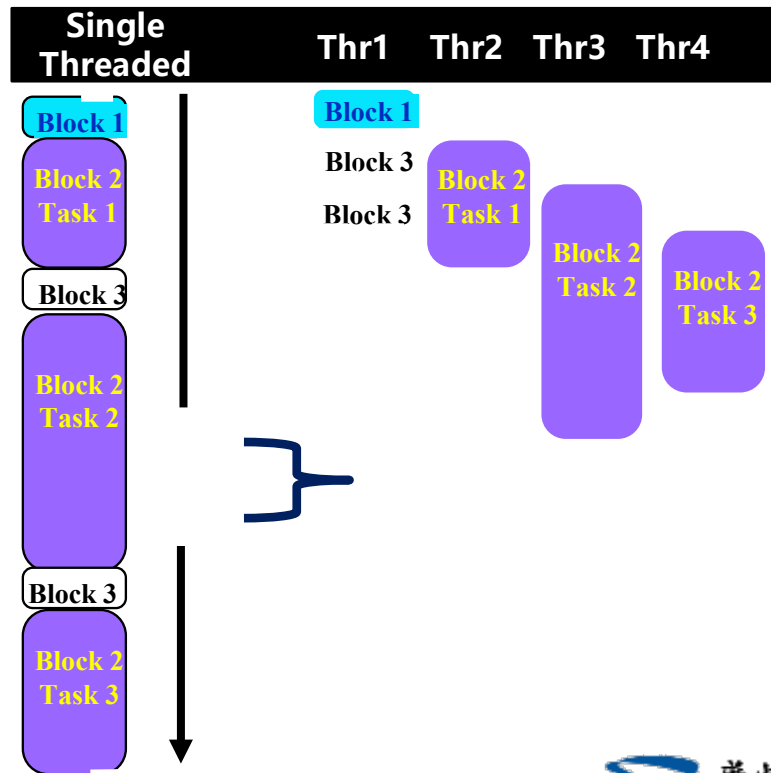 Single
Threaded
Thr1 Thr2 Thr3 Thr4
Block 1
Block 2
Task 1
Block 3
Block 2
Task 2
Block 3
Block 2
Task 3
Block 1
Block 3
Block 3
Block 2
Task 1
Block 2
Task 2
Block 2
Task 3